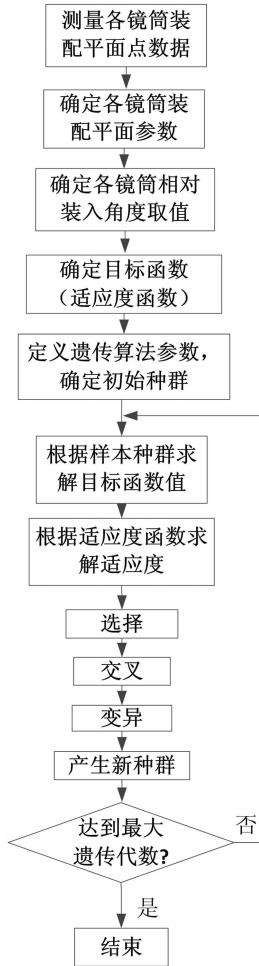 测量各镜筒装
配平面点数据
确定各镜筒装
配平面参数
确定各镜筒相对
装入角度取值
确定目标函数
（适应度函数）
定义遗传算法参数，
确定初始种群
根据样本种群求
解目标函数值
根据适应度函数求
解适应度
选择
交叉
变异
产生新种群
达到最大
遗传代数?
否
是
结束